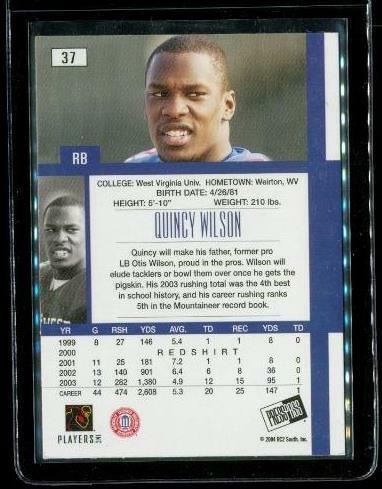 37
RB
COLLEGE: West Virginia Univ. HOMETOWN: Weirton, WV
BIRTH DATE: 4/26/81
HEIGHT: 5'-10" WEIGHT: 210 lbs.
QUINCY WILSON
Quincy will make his father, former pro
LB Otis Wilson, proud in the pros. Wilson will
elude tacklers or bowl them over once he gets the
pigskin. His 2003 rushing total was the 4th best
in school history, and his career rushing ranks
5th in the Mountaineer record book.
YR G RSH YDS AVG. TD REC YDS TD
1999 8 27 146 5.4 1 1 8 0
2000 REDSHIRT
2001 11 25 181 7.2 1 1 8 0
2002 13 140 901 6.4 6 8 36 0
2003 12 282 1,380 4.9 12 15 95 1
CAREER 44 474 2,608 5.3 20 25 147 1
PLAYERS INC
PRESS PASS
© 2004 RC2 South, Inc.